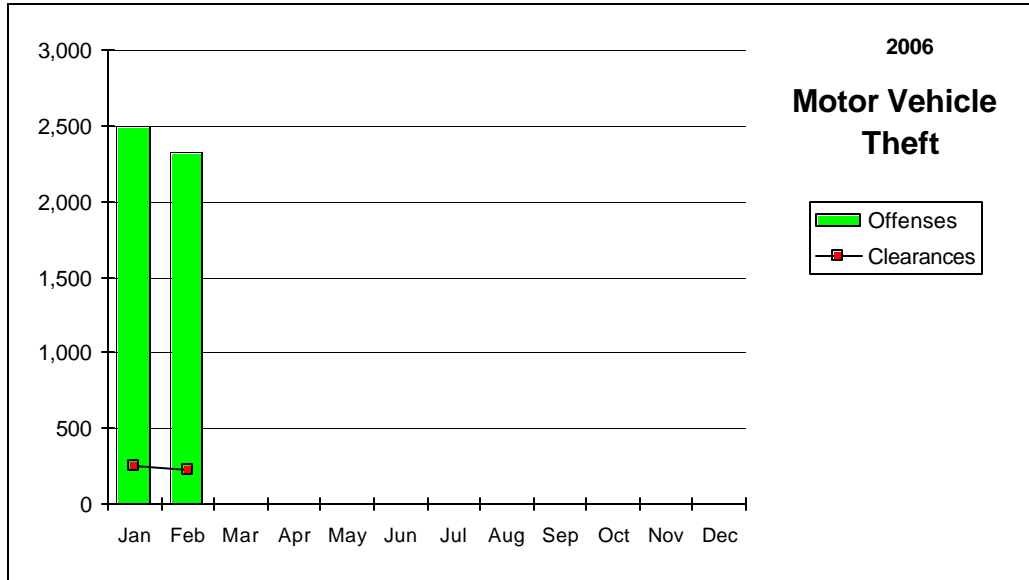 2006
Motor Vehicle
Theft
Offenses
Clearances
3,000
2,500
2,000
1,500
1,000
500
0
Jan Feb Mar Apr May Jun Jul Aug Sep Oct Nov Dec